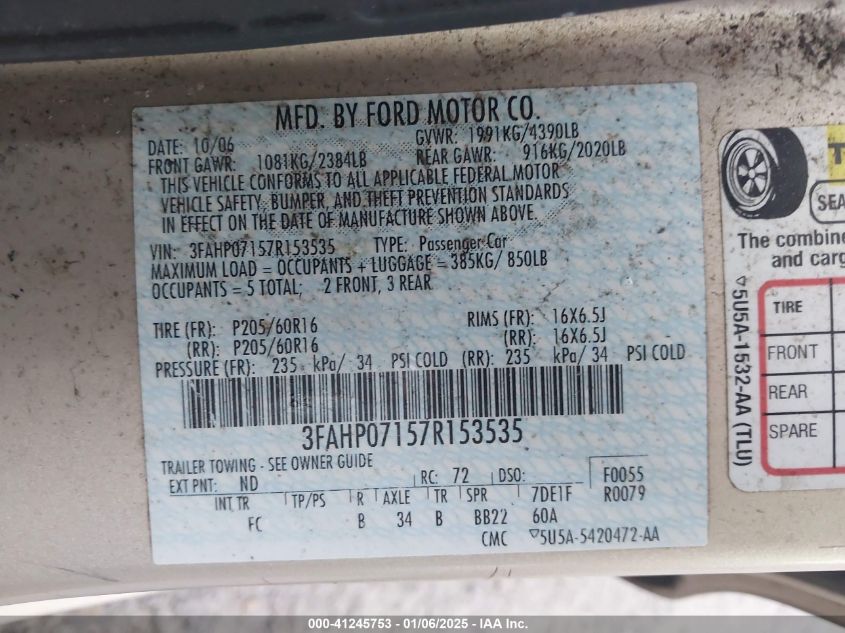 MFD. BY FORD MOTOR CO.
DATE: 10/06 GVWR: 1991KG/4390LB
FRONT GAWR: 1081KG/2384LB REAR GAWR: 916KG/2020LB
THIS VEHICLE CONFORMS TO ALL APPLICABLE FEDERAL MOTOR
VEHICLE SAFETY, BUMPER, AND THEFT PREVENTION STANDARDS
IN EFFECT ON THE DATE OF MANUFACTURE SHOWN ABOVE.
VIN: 3FAHP07157R153535 TYPE: Passenger Car
MAXIMUM LOAD = OCCUPANTS + LUGGAGE = 385KG/ 850LB
OCCUPANTS = 5 TOTAL; 2 FRONT, 3 REAR
TIRE (FR): P205/60R16 RIMS (FR): 16X6.5J
(RR): P205/60R16 (RR): 16X6.5J
PRESSURE (FR): 235 kPa/ 34 PSI COLD (RR): 235 kPa/ 34 PSI COLD
3FAHP07157R153535
TRAILER TOWING - SEE OWNER GUIDE
EXT PNT: ND RC: 72 DSO: F0055
INT TR TP/PS R AXLE TR SPR 7DE1F R0079
FC B 34 B BB22 60A
CMC ▽5U5A-5420472-AA
SEA
The combine
and carg
TIRE
FRONT
REAR
SPARE
▽5U5A-1532-AA (TLU)
000-41245753 - 01/06/2025 - IAA Inc.